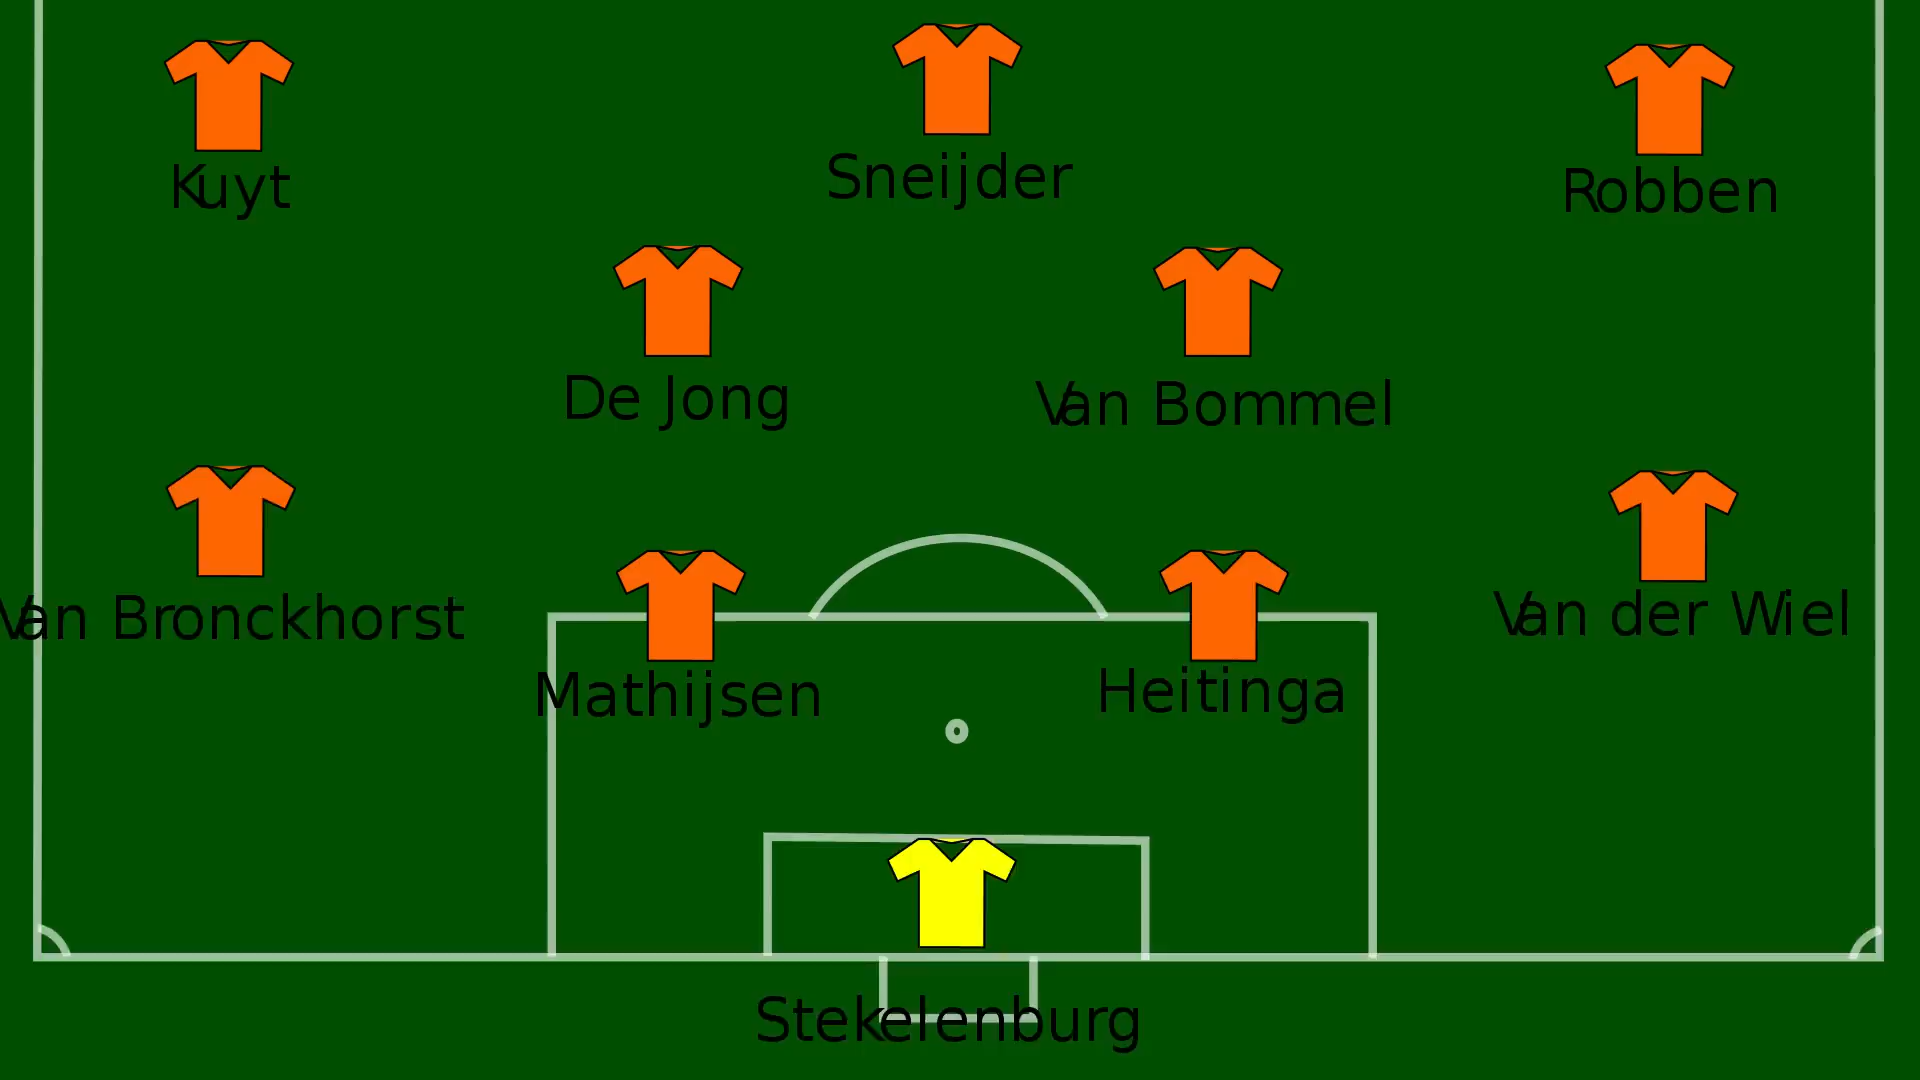 Kuyt
Sneijder
Robben
De Jong
Van Bommel
Van Bronckhorst
Van der Wiel
Mathijsen
Heitinga
Stekelenburg